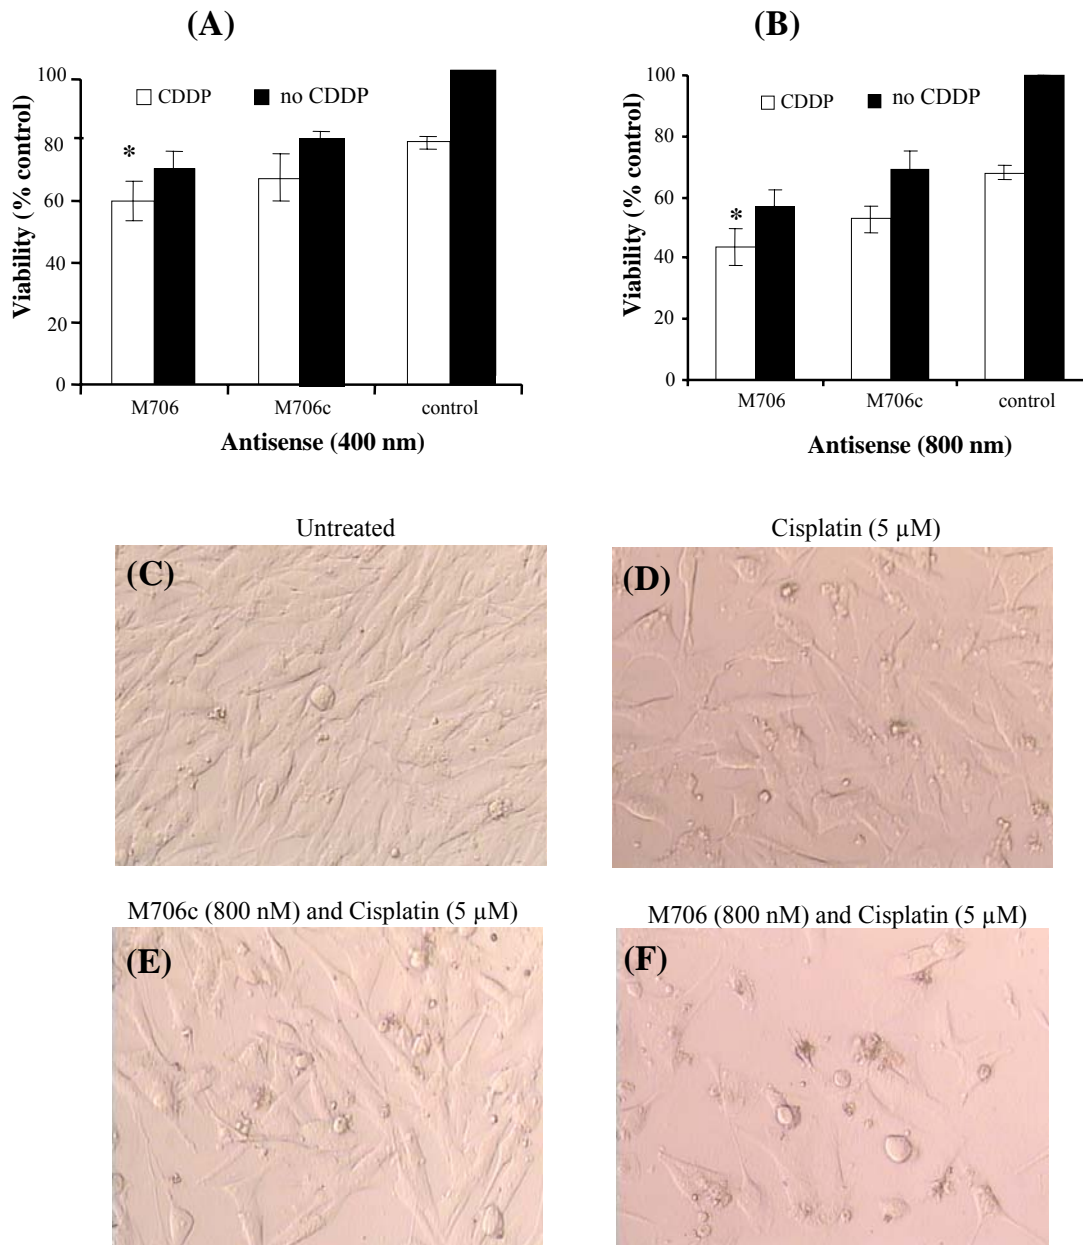 (A)
Viability (% control)
100
80
60
40
20
0
CDDP
no CDDP
*
M706
M706c
control
Antisense (400 nm)
(B)
Viability (% control)
100
80
60
40
20
0
CDDP
no CDDP
*
M706
M706c
control
Antisense (800 nm)
Untreated
(C)
Cisplatin (5 µM)
(D)
M706c (800 nM) and Cisplatin (5 µM)
(E)
M706 (800 nM) and Cisplatin (5 µM)
(F)